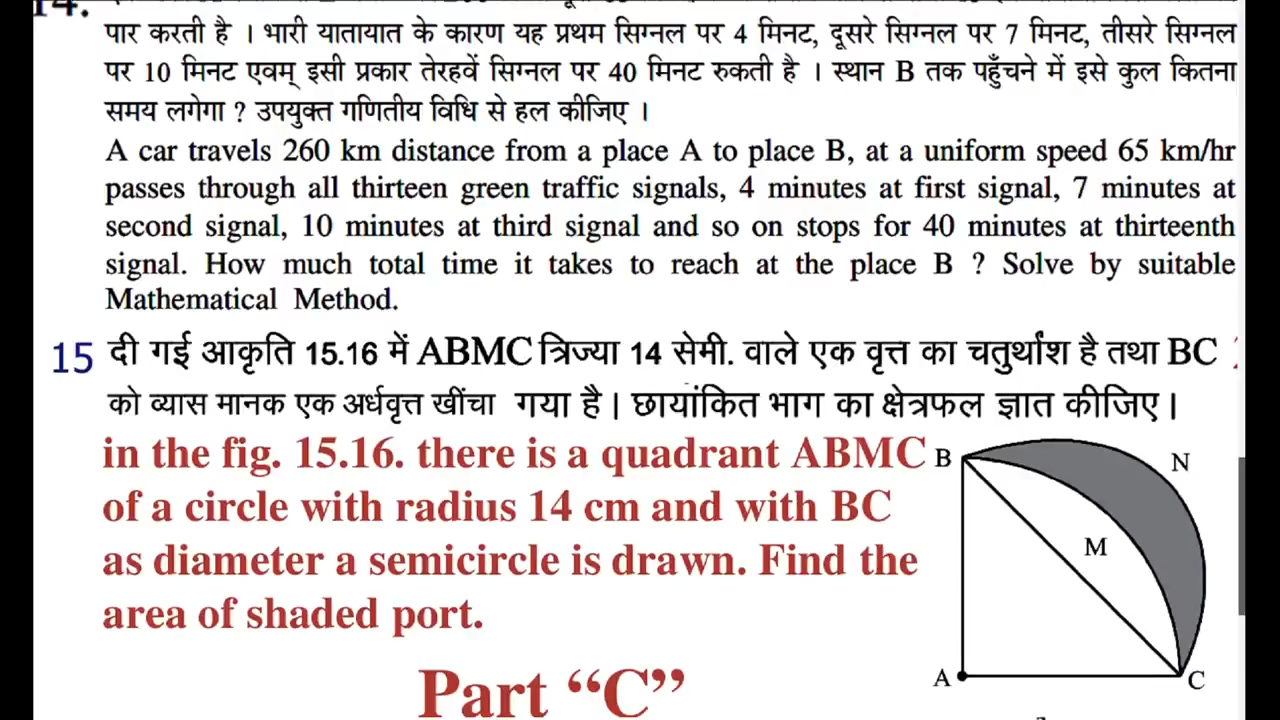 14.
पार करती है । भारी यातायात के कारण यह प्रथम सिग्नल पर 4 मिनट, दूसरे सिग्नल पर 7 मिनट, तीसरे सिग्नल
पर 10 मिनट एवम् इसी प्रकार तेरहवें सिग्नल पर 40 मिनट रुकती है । स्थान B तक पहुँचने में इसे कुल कितना
समय लगेगा ? उपयुक्त गणितीय विधि से हल कीजिए ।
A car travels 260 km distance from a place A to place B, at a uniform speed 65 km/hr
passes through all thirteen green traffic signals, 4 minutes at first signal, 7 minutes at
second signal, 10 minutes at third signal and so on stops for 40 minutes at thirteenth
signal. How much total time it takes to reach at the place B ? Solve by suitable
Mathematical Method.
15 दी गई आकृति 15.16 में ABMC त्रिज्या 14 सेमी. वाले एक वृत्त का चतुर्थांश है तथा BC
को व्यास मानक एक अर्धवृत्त खींचा गया है। छायांकित भाग का क्षेत्रफल ज्ञात कीजिए।
in the fig. 15.16. there is a quadrant ABMC
of a circle with radius 14 cm and with BC
as diameter a semicircle is drawn. Find the
area of shaded port.
B
N
M
A
C
Part “C”